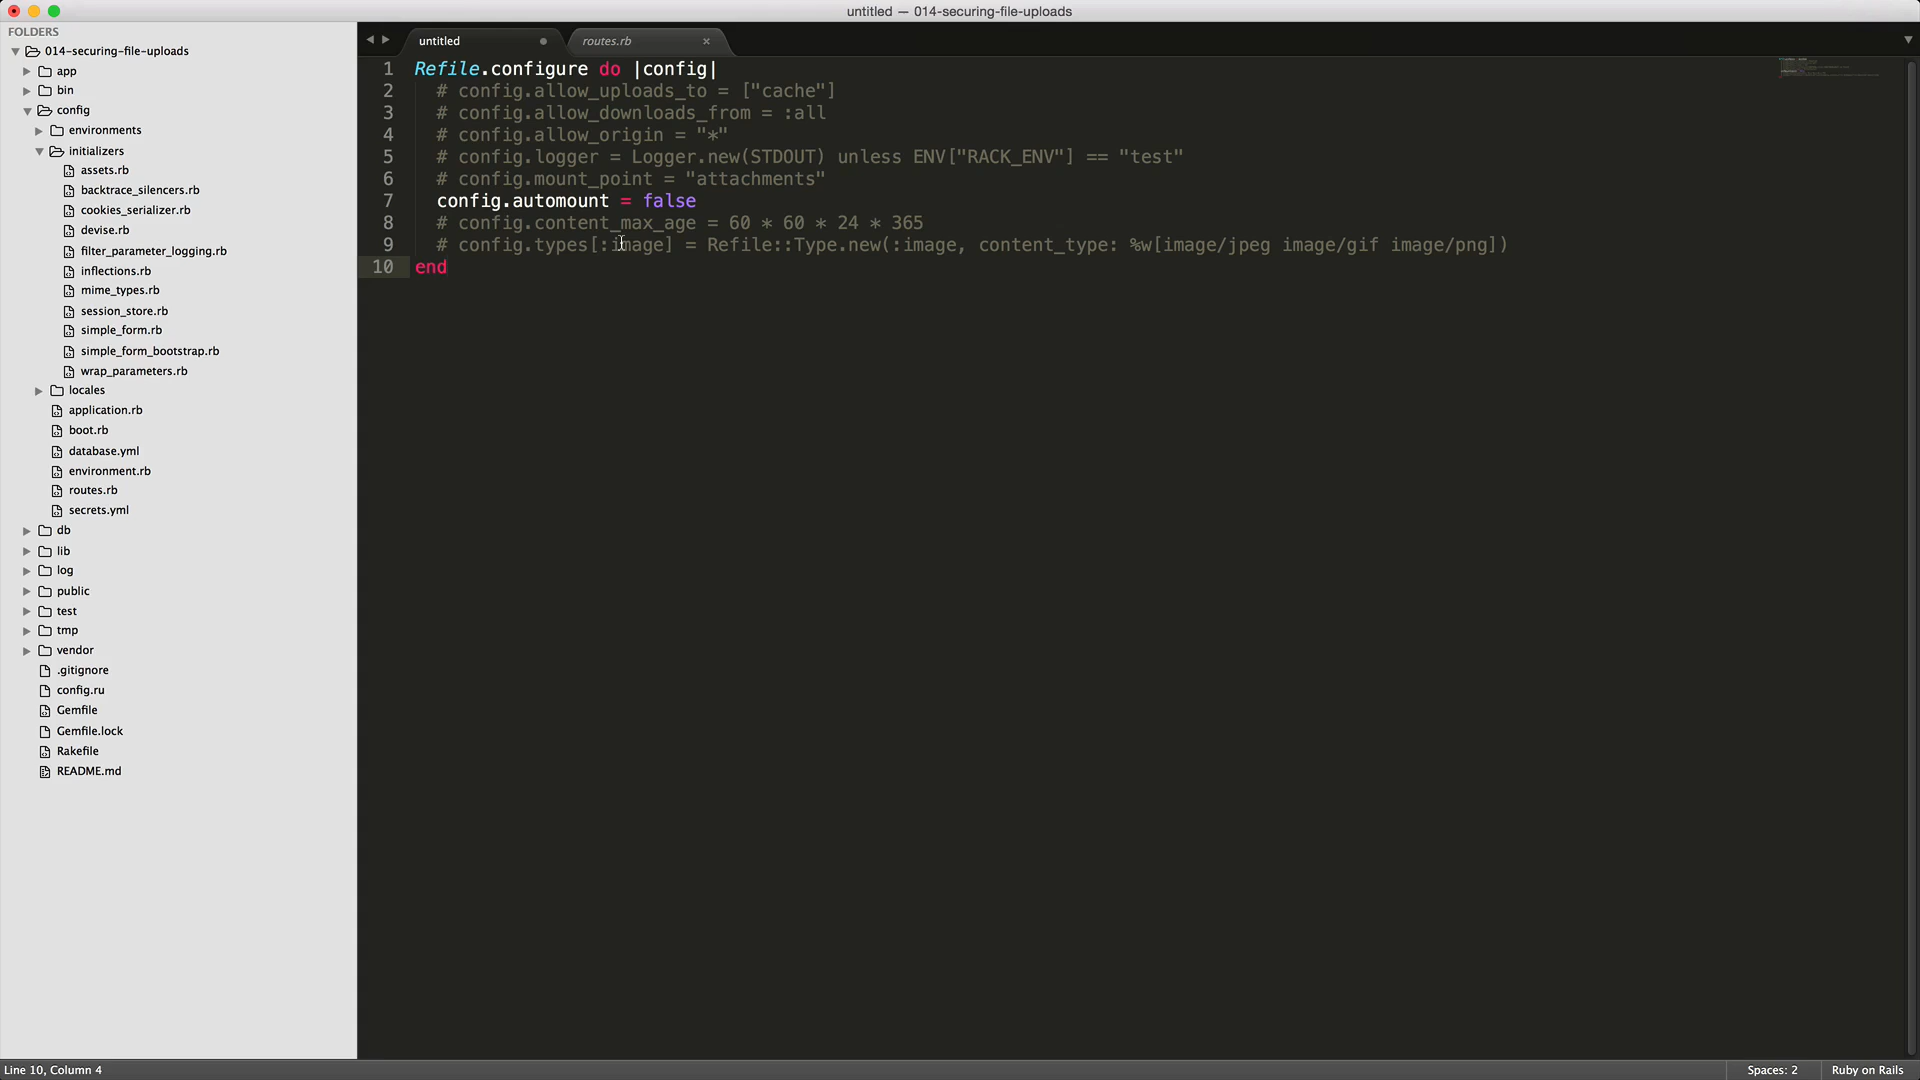 untitled — 014-securing-file-uploads
FOLDERS
014-securing-file-uploads
app
bin
config
environments
initializers
assets.rb
backtrace_silencers.rb
cookies_serializer.rb
devise.rb
filter_parameter_logging.rb
inflections.rb
mime_types.rb
session_store.rb
simple_form.rb
simple_form_bootstrap.rb
wrap_parameters.rb
locales
application.rb
boot.rb
database.yml
environment.rb
routes.rb
secrets.yml
db
lib
log
public
test
tmp
vendor
.gitignore
config.ru
Gemfile
Gemfile.lock
Rakefile
README.md
untitled
routes.rb
1 Refile.configure do |config|
2 # config.allow_uploads_to = ["cache"]
3 # config.allow_downloads_from = :all
4 # config.allow_origin = "*"
5 # config.logger = Logger.new(STDOUT) unless ENV["RACK_ENV"] == "test"
6 # config.mount_point = "attachments"
7 config.automount = false
8 # config.content_max_age = 60 * 60 * 24 * 365
9 # config.types[:image] = Refile::Type.new(:image, content_type: %w[image/jpeg image/gif image/png])
10 end
Line 10, Column 4
Spaces: 2
Ruby on Rails